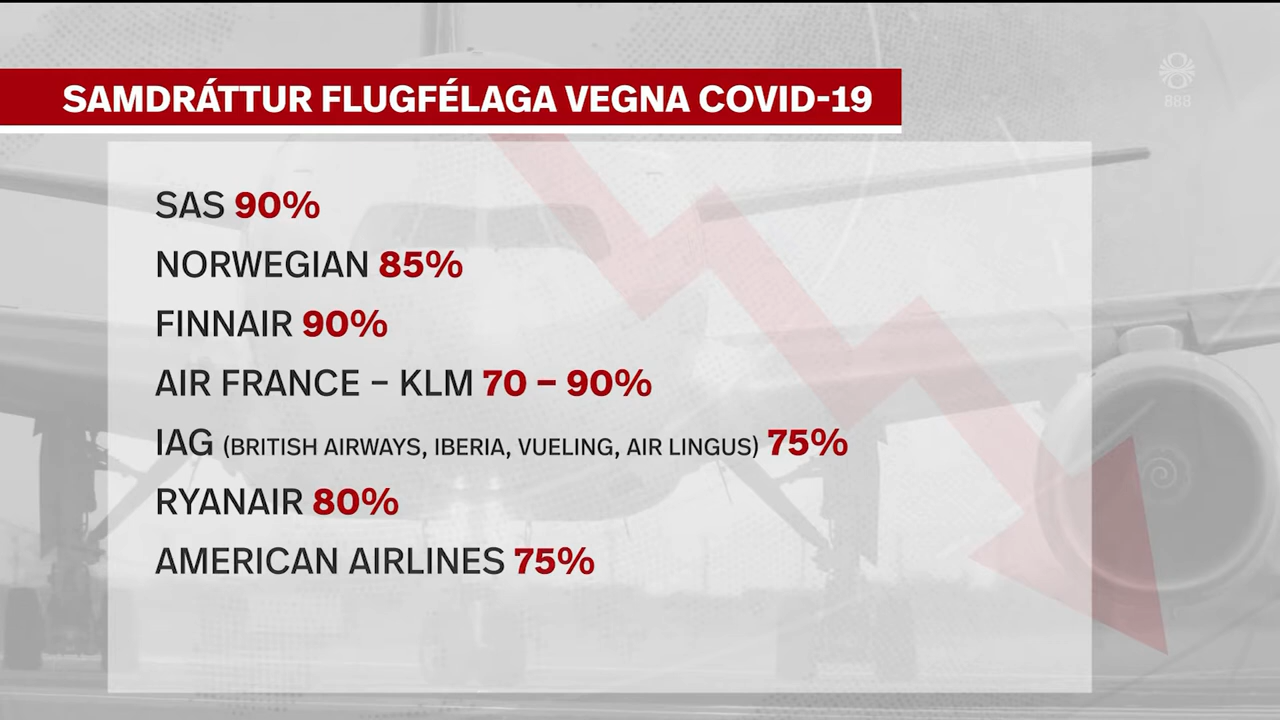 SAMDRÁTTUR FLUGFÉLAGA VEGNA COVID-19
888
SAS 90%
NORWEGIAN 85%
FINNAIR 90%
AIR FRANCE – KLM 70 – 90%
IAG (BRITISH AIRWAYS, IBERIA, VUELING, AIR LINGUS) 75%
RYANAIR 80%
AMERICAN AIRLINES 75%